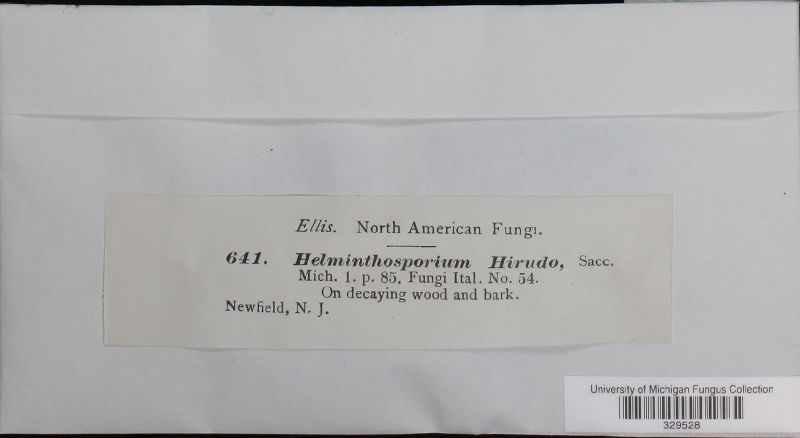 Ellis. North American Fungi.
641. Helminthosporium Hirudo, Sacc.
Mich. 1. p. 85. Fungi Ital. No. 54.
On decaying wood and bark.
Newfield, N. J.
University of Michigan Fungus Collection
329528